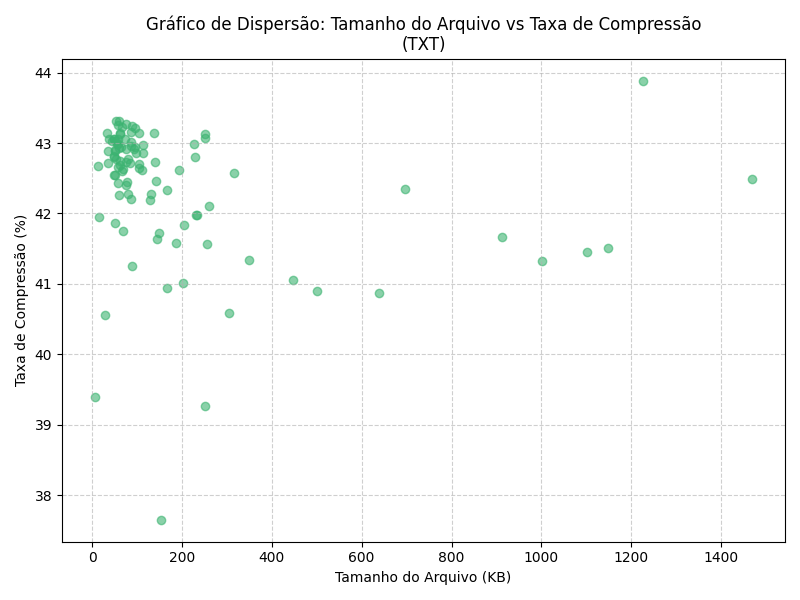 Gráfico de Dispersão: Tamanho do Arquivo vs Taxa de Compressão
(TXT)
Taxa de Compressão (%)
44
43
42
41
40
39
38
0 200 400 600 800 1000 1200 1400
Tamanho do Arquivo (KB)